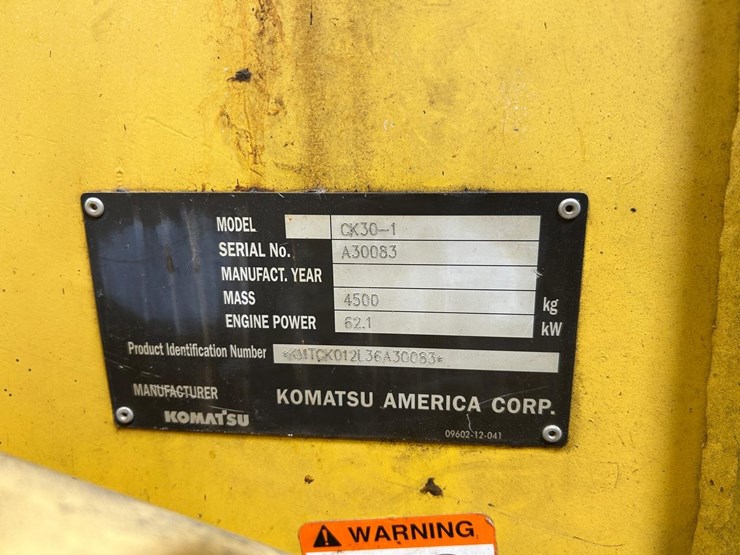 MODEL CK30-1
SERIAL No. A30083
MANUFACT. YEAR
MASS 4500 kg
ENGINE POWER 62.1 kW
Product Identification Number *KMTCK012L36A30083*
MANUFACTURER KOMATSU AMERICA CORP.
KOMATSU
09602-12-041
WARNING